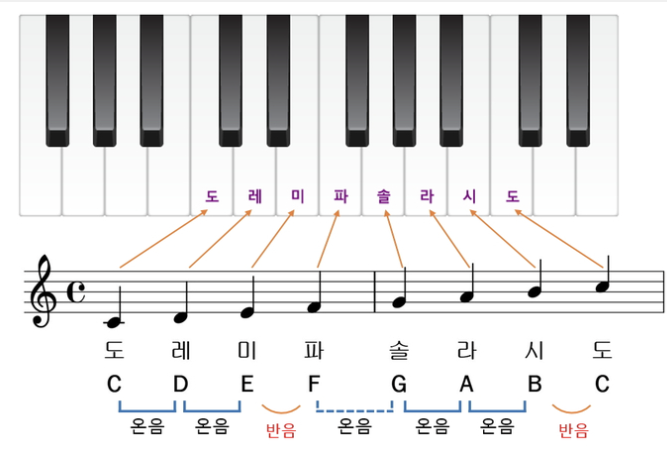 도 레 미 파 솔 라 시 도
도 레 미 파 솔 라 시 도
C D E F G A B C
온음 온음 반음 온음 온음 온음 반음